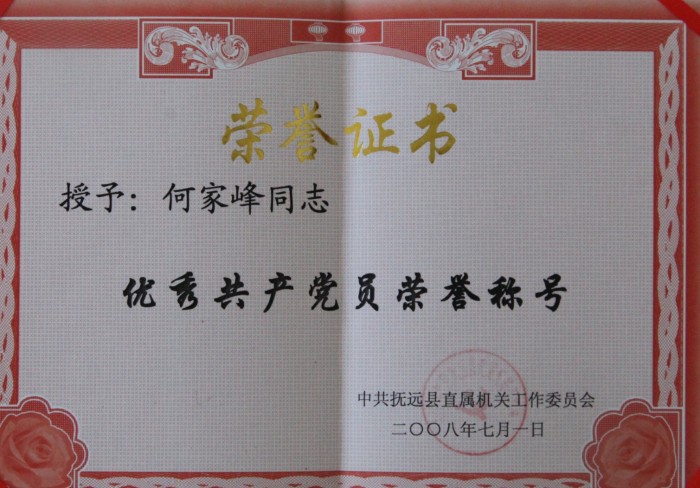 荣誉证书
授予：何家峰同志
优秀共产党员荣誉称号
中共抚远县直属机关工作委员会
二〇〇八年七月一日